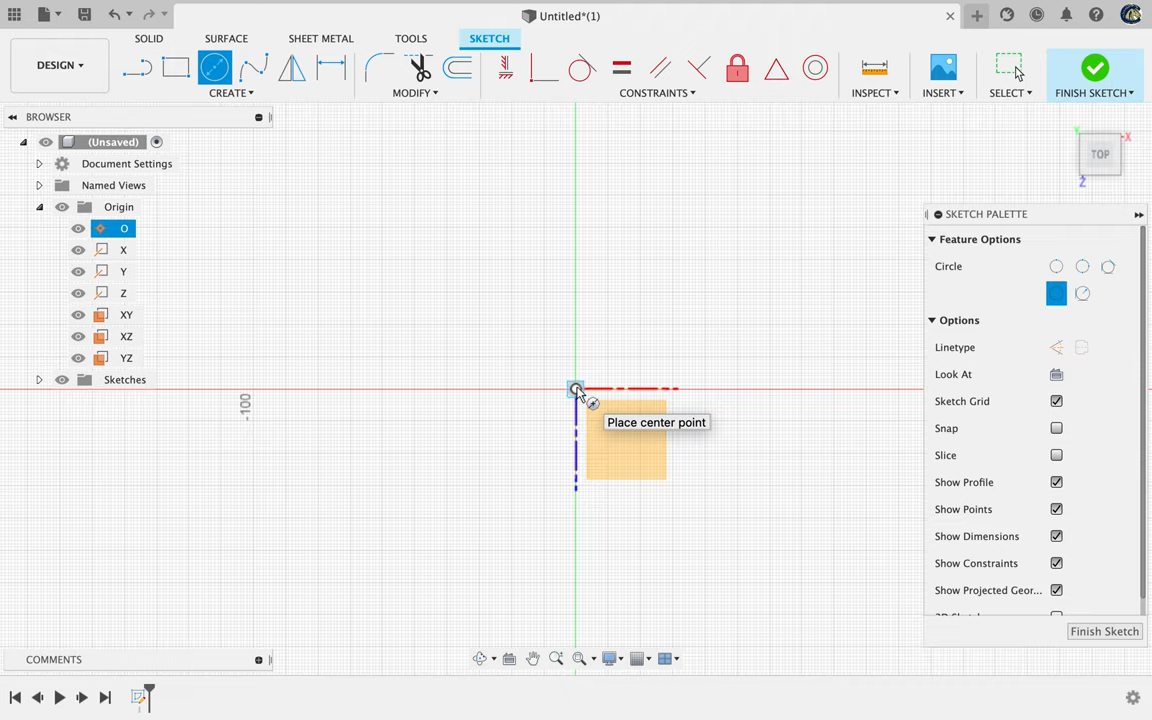 Untitled*(1)
SOLID SURFACE SHEET METAL TOOLS SKETCH
DESIGN ▾
CREATE ▾ MODIFY ▾ CONSTRAINTS ▾ INSPECT ▾ INSERT ▾ SELECT ▾ FINISH SKETCH ▾
BROWSER
(Unsaved)
Document Settings
Named Views
Origin
O
X
Y
Z
XY
XZ
YZ
Sketches
-100
Place center point
TOP
Y
X
Z
SKETCH PALETTE
Feature Options
Circle
Options
Linetype
Look At
Sketch Grid
Snap
Slice
Show Profile
Show Points
Show Dimensions
Show Constraints
Show Projected Geor...
Finish Sketch
COMMENTS